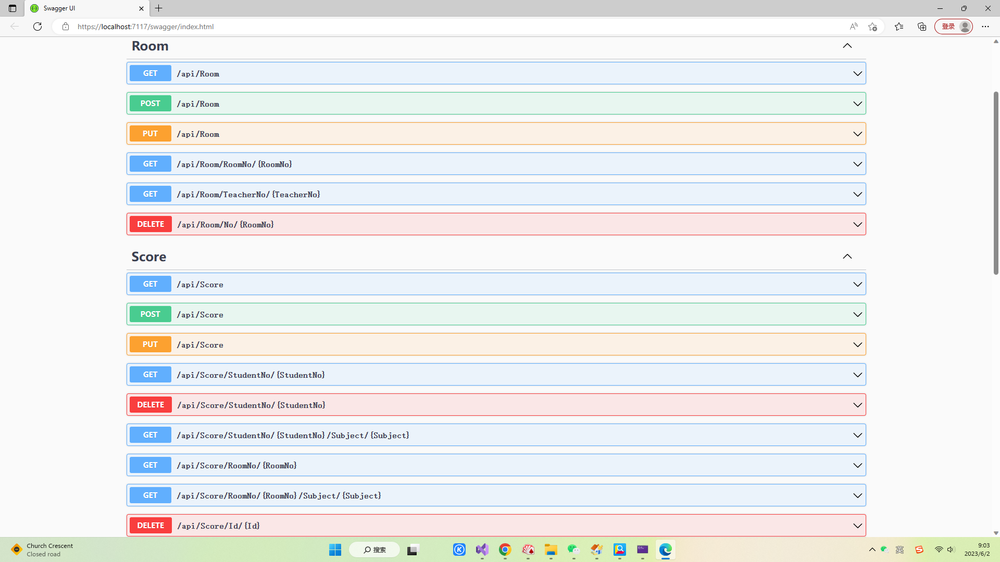 Swagger UI
https://localhost:7117/swagger/index.html
登录
Room
GET /api/Room
POST /api/Room
PUT /api/Room
GET /api/Room/RoomNo/{RoomNo}
GET /api/Room/TeacherNo/{TeacherNo}
DELETE /api/Room/No/{RoomNo}
Score
GET /api/Score
POST /api/Score
PUT /api/Score
GET /api/Score/StudentNo/{StudentNo}
DELETE /api/Score/StudentNo/{StudentNo}
GET /api/Score/StudentNo/{StudentNo}/Subject/{Subject}
GET /api/Score/RoomNo/{RoomNo}
GET /api/Score/RoomNo/{RoomNo}/Subject/{Subject}
DELETE /api/Score/Id/{Id}
Church Crescent
Closed road
搜索
英
9:03
2023/6/2